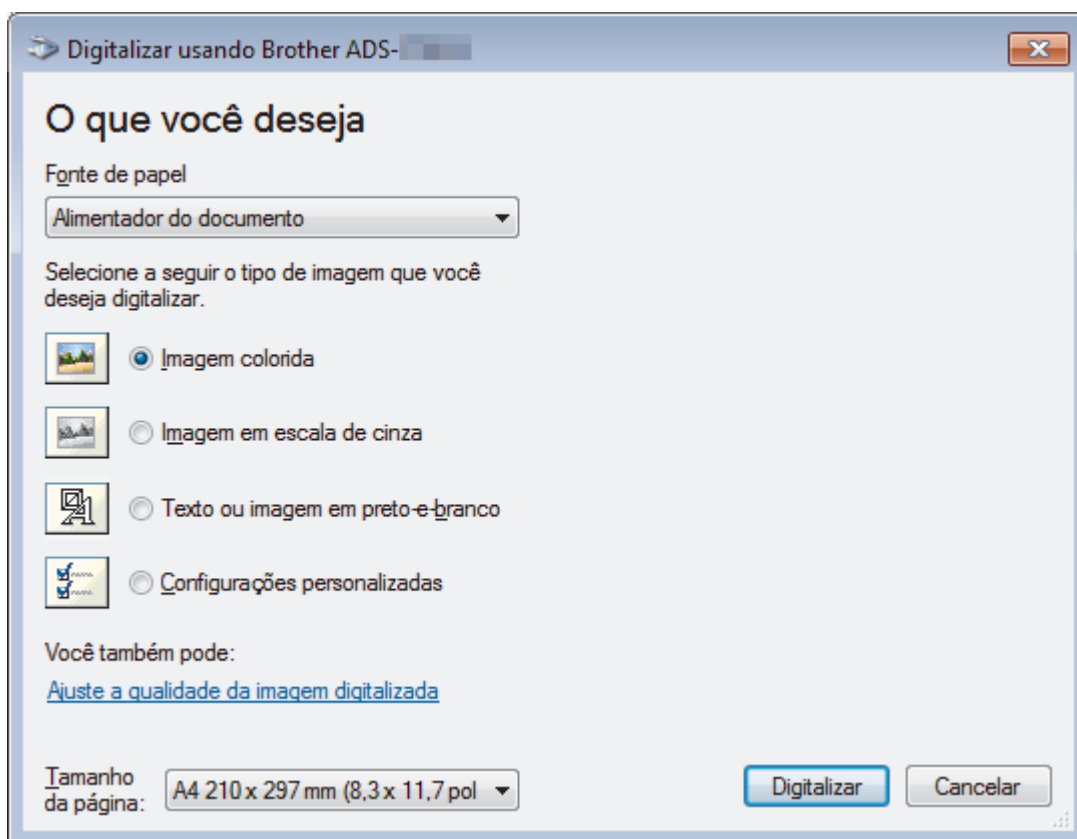 Digitalizar usando Brother ADS-
O que você deseja
Fonte de papel
Alimentador do documento
Selecione a seguir o tipo de imagem que você
deseja digitalizar.
Imagem colorida
Imagem em escala de cinza
Texto ou imagem em preto-e-branco
Configurações personalizadas
Você também pode:
Ajuste a qualidade da imagem digitalizada
Tamanho
da página:
A4 210 x 297 mm (8,3 x 11,7 pol
Digitalizar
Cancelar